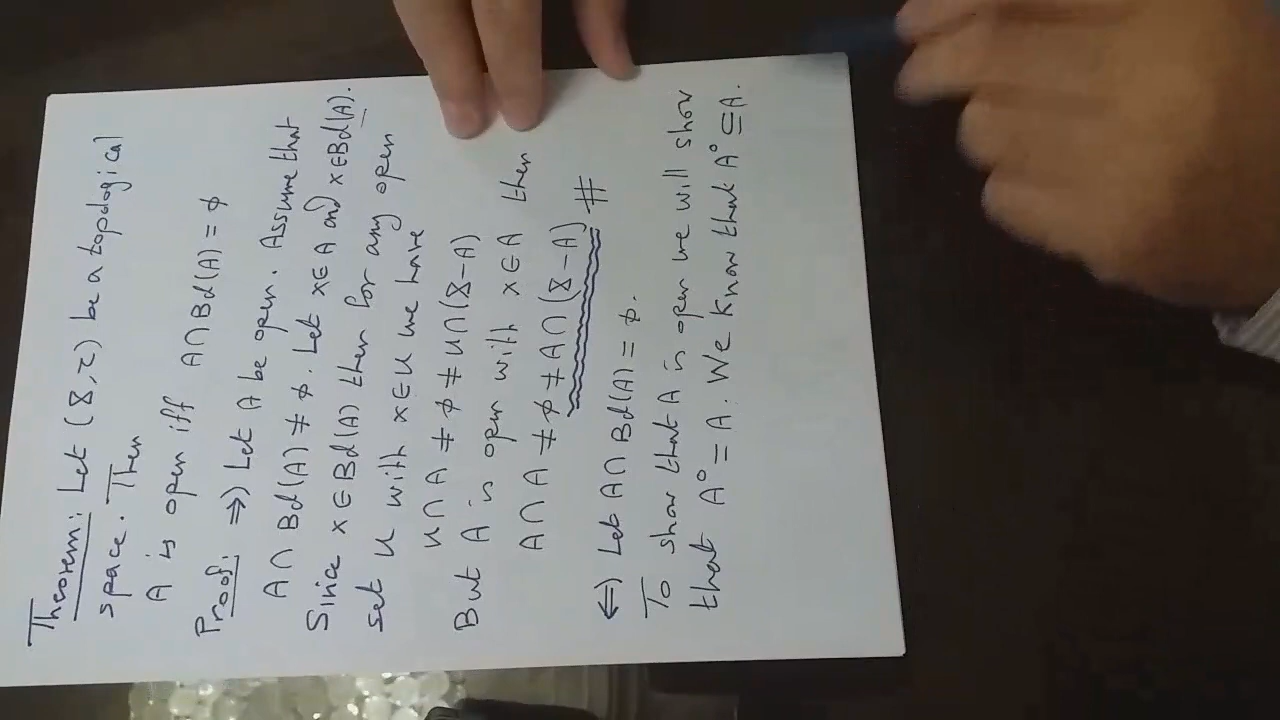 Theorem: Let (X,τ) be a topological
space. Then
A is open iff A∩Bd(A) = ϕ
Proof: ⇒) Let A be open. Assume that
A∩Bd(A) ≠ ϕ. Let x∈A and x∈Bd(A).
Since x∈Bd(A) then for any open
set U with x∈U we have
U∩A ≠ ϕ ≠ U∩(X-A)
But A is open with x∈A then
A∩A ≠ ϕ ≠ A∩(X-A) #
⇐) Let A∩Bd(A) = ϕ.
To show that A is open we will show
that A° = A. We know that A° ⊆ A.